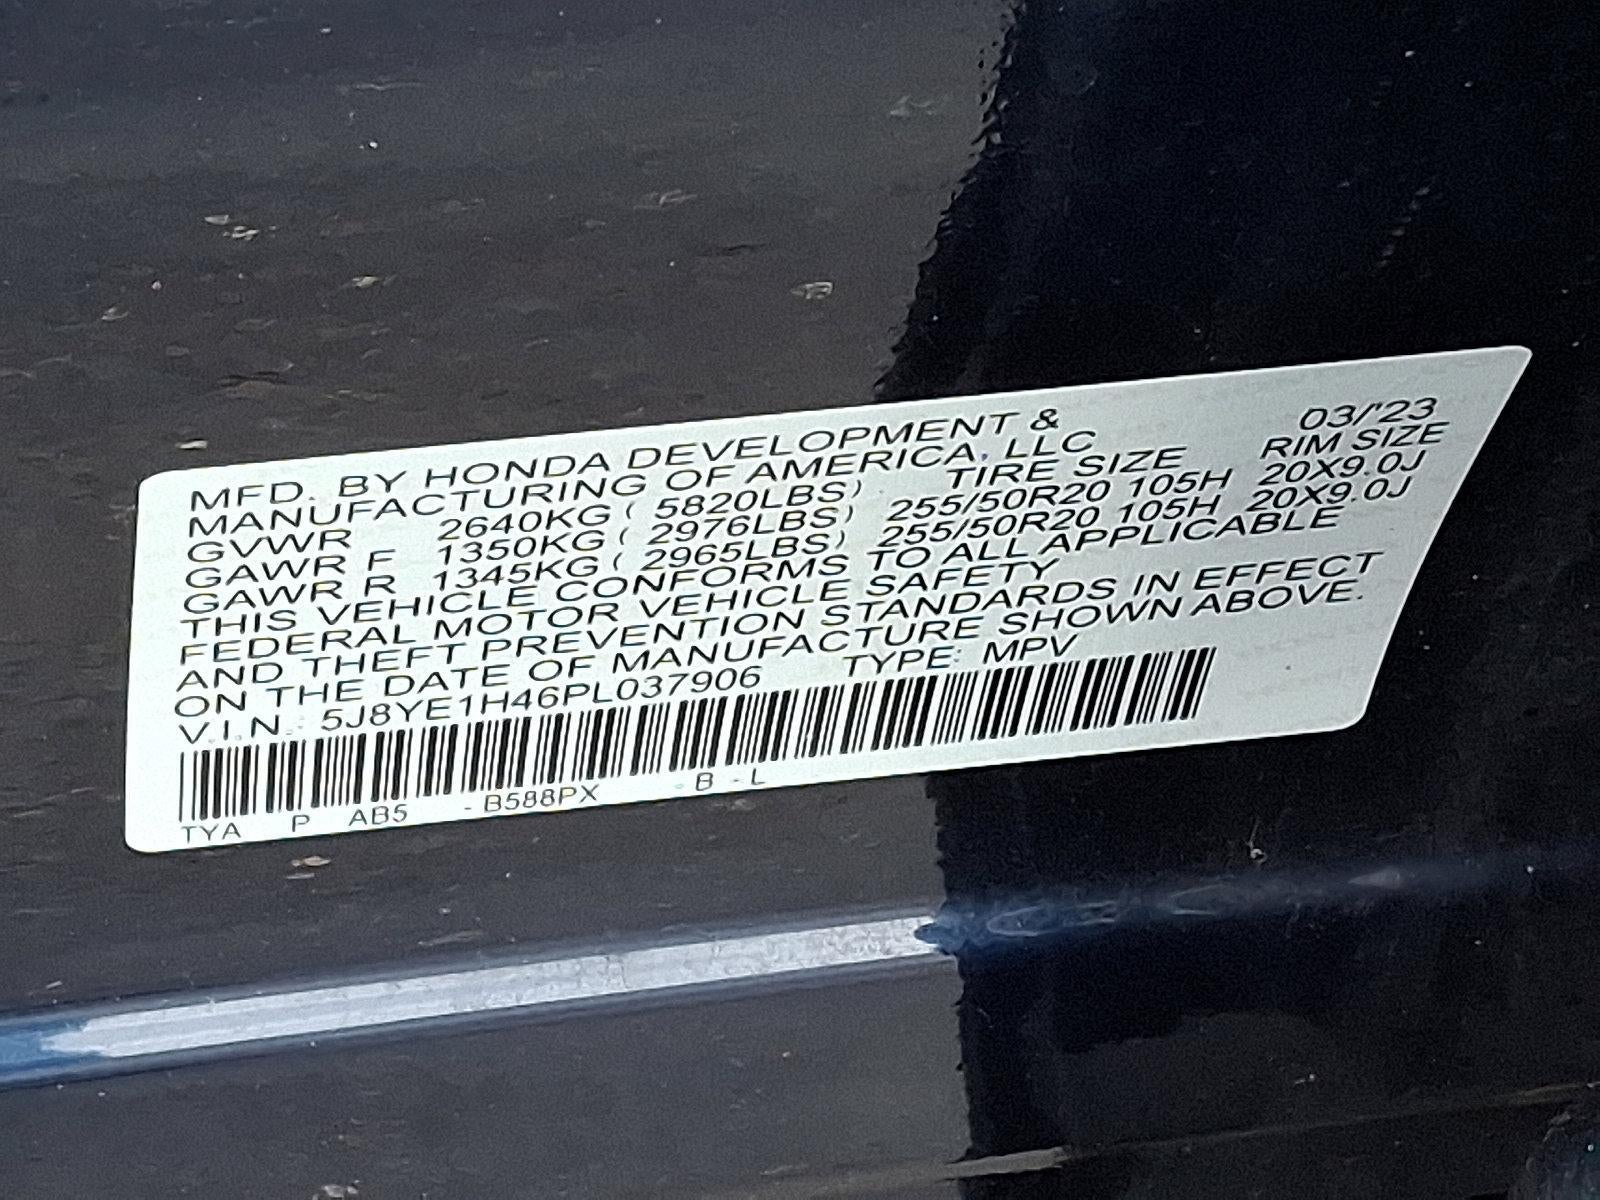 MFD. BY HONDA DEVELOPMENT & 03/'23
MANUFACTURING OF AMERICA, LLC RIM SIZE
TIRE SIZE
GVWR 2640KG ( 5820LBS) 255/50R20 105H 20X9.0J
GAWR F 1350KG ( 2976LBS) 255/50R20 105H 20X9.0J
GAWR R 1345KG ( 2965LBS)
THIS VEHICLE CONFORMS TO ALL APPLICABLE
FEDERAL MOTOR VEHICLE SAFETY
AND THEFT PREVENTION STANDARDS IN EFFECT
ON THE DATE OF MANUFACTURE SHOWN ABOVE.
V.I.N.: 5J8YE1H46PL037906 TYPE: MPV
TYA P AB5 - B588PX - B - L